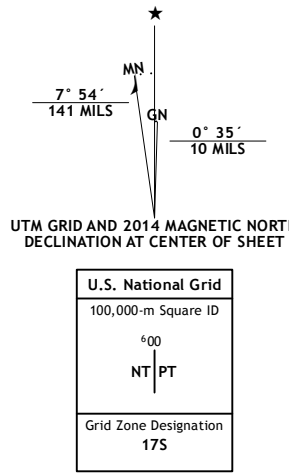 ★
MN
7° 54´
141 MILS
GN
0° 35´
10 MILS
UTM GRID AND 2014 MAGNETIC NORT
DECLINATION AT CENTER OF SHEET
U.S. National Grid
100,000-m Square ID
⁶00
NT PT
Grid Zone Designation
17S